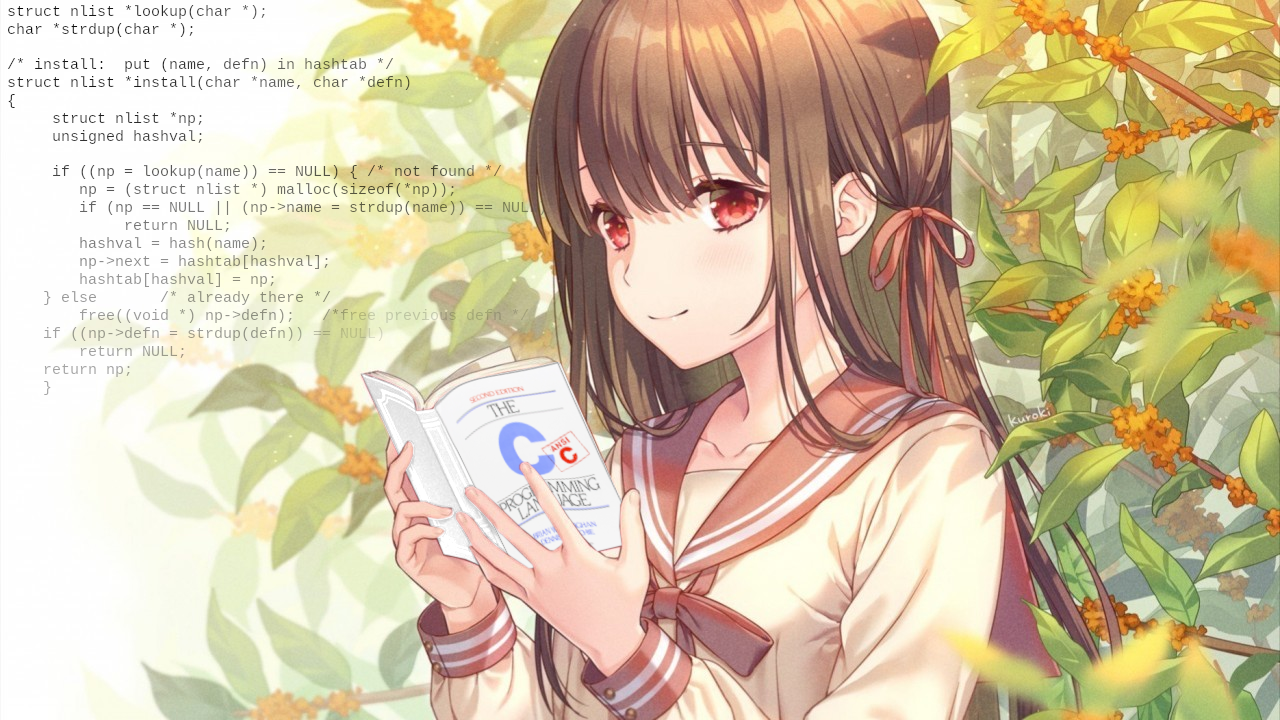 struct nlist *lookup(char *);
char *strdup(char *);
/* install:  put (name, defn) in hashtab */
struct nlist *install(char *name, char *defn)
{
struct nlist *np;
unsigned hashval;
if ((np = lookup(name)) == NULL) { /* not found */
np = (struct nlist *) malloc(sizeof(*np));
if (np == NULL || (np->name = strdup(name)) == NUL
return NULL;
hashval = hash(name);
np->next = hashtab[hashval];
hashtab[hashval] = np;
} else       /* already there */
free((void *) np->defn);   /*free previous defn */
if ((np->defn = strdup(defn)) == NULL)
return NULL;
return np;
}
SECOND EDITION
THE
C
ANSI
C
kuroki